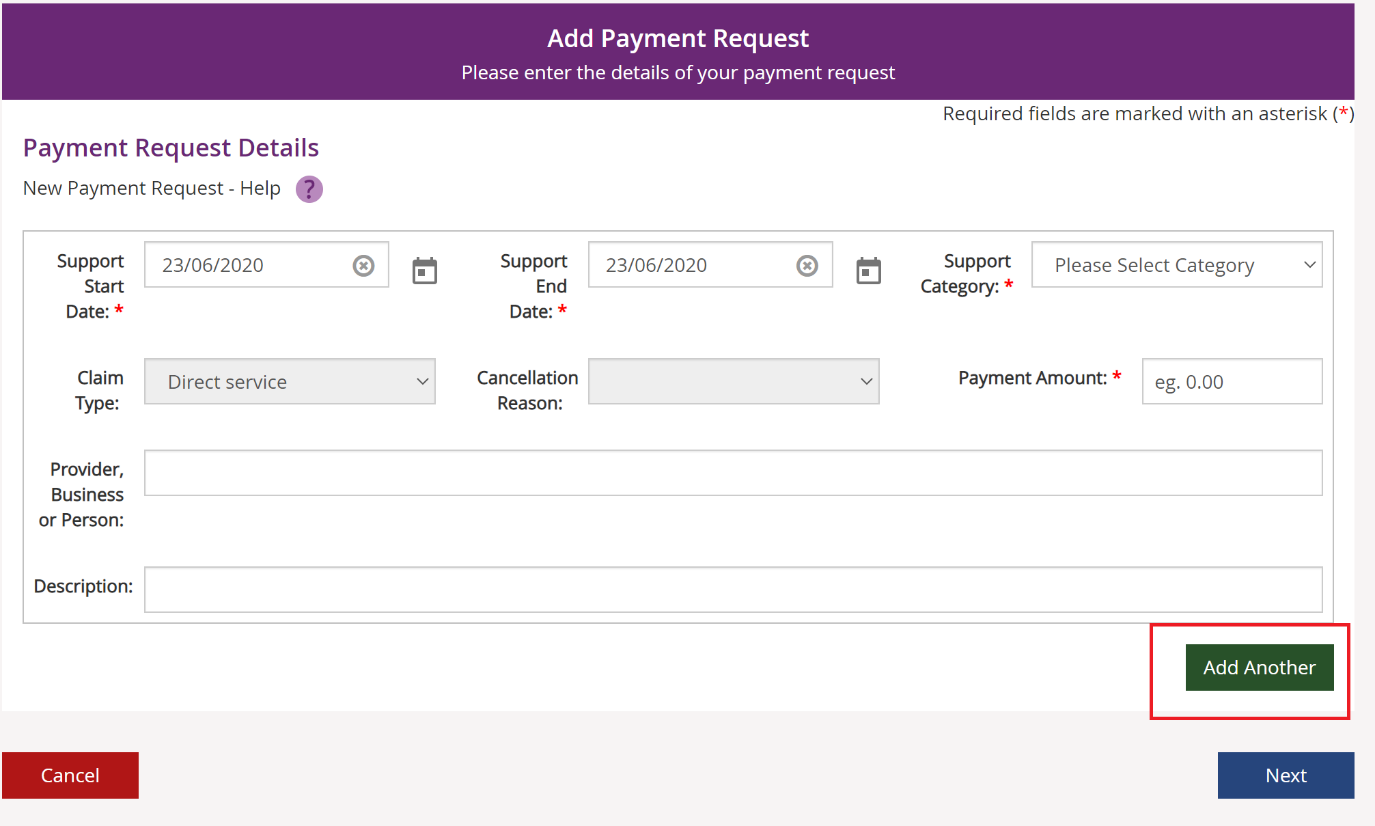 Add Payment Request
Please enter the details of your payment request
Required fields are marked with an asterisk (*)
Payment Request Details
New Payment Request - Help ?
Support
Start
Date: *
23/06/2020
Support
End
Date: *
23/06/2020
Support
Category: *
Please Select Category
Claim
Type:
Direct service
Cancellation
Reason:
Payment Amount: *
eg. 0.00
Provider,
Business
or Person:
Description:
Add Another
Cancel
Next